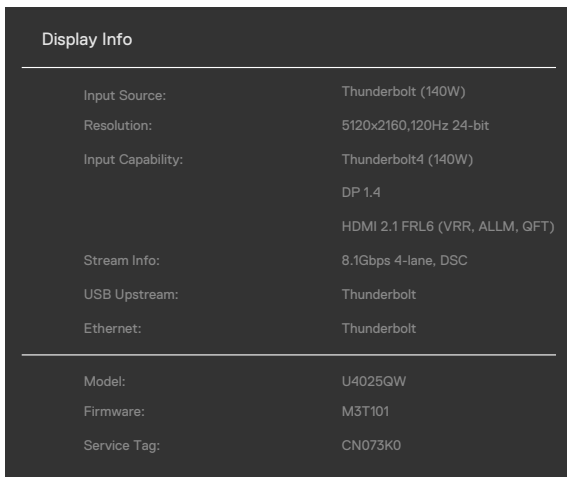 Display Info
Input Source: Thunderbolt (140W)
Resolution: 5120x2160,120Hz 24-bit
Input Capability: Thunderbolt4 (140W)
DP 1.4
HDMI 2.1 FRL6 (VRR, ALLM, QFT)
Stream Info: 8.1Gbps 4-lane, DSC
USB Upstream: Thunderbolt
Ethernet: Thunderbolt
Model: U4025QW
Firmware: M3T101
Service Tag: CN073K0